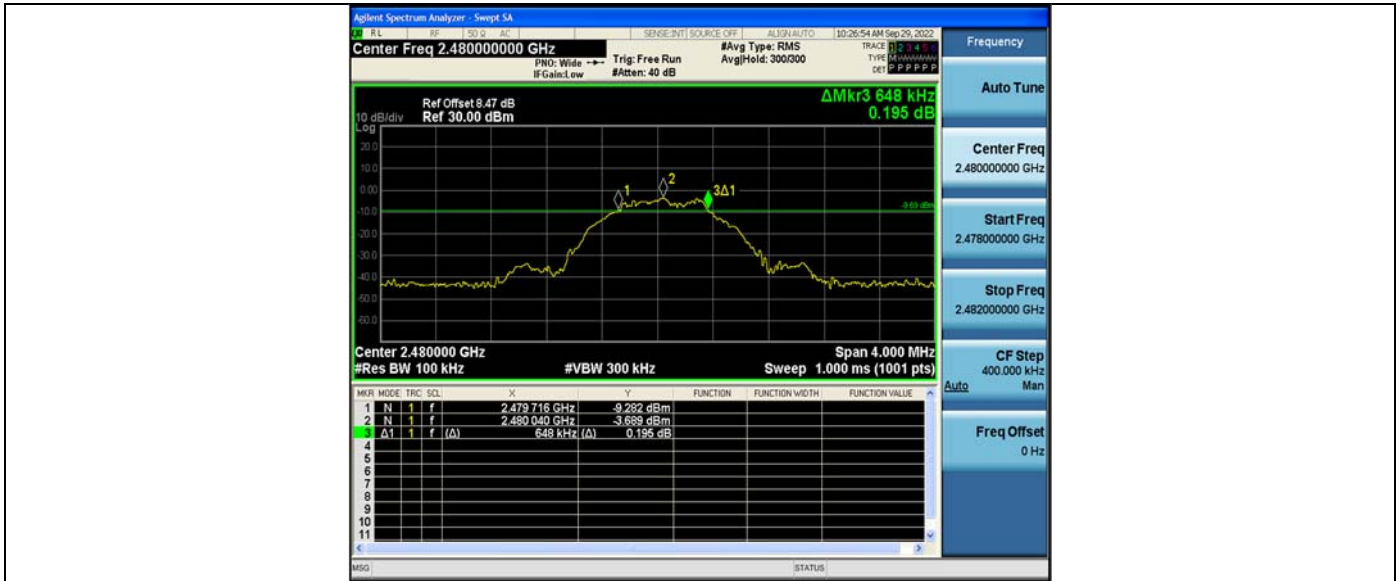 Agilent Spectrum Analyzer - Swept SA
RL RF 50 Ω AC SENSE:INT SOURCE OFF ALIGN AUTO 10:26:54 AM Sep 29, 2022
Center Freq 2.480000000 GHz
#Avg Type: RMS
Avg|Hold: 300/300
TRACE 1 2 3 4 5 6
TYPE M
DET P P P P P P
PNO: Wide
IFGain:Low
Trig: Free Run
#Atten: 40 dB
ΔMkr3 648 kHz
0.195 dB
Ref Offset 8.47 dB
Ref 30.00 dBm
10 dB/div
Log
20.0
10.0
0.00
-10.0
-20.0
-30.0
-40.0
-50.0
-60.0
1
2
3Δ1
-9.69 dBm
Center 2.480000 GHz
Span 4.000 MHz
#Res BW 100 kHz
#VBW 300 kHz
Sweep 1.000 ms (1001 pts)
MKR MODE TRC SCL X Y FUNCTION FUNCTION WIDTH FUNCTION VALUE
1 N 1 f 2.479 716 GHz -9.282 dBm
2 N 1 f 2.480 040 GHz -3.689 dBm
3 Δ1 1 f (Δ) 648 kHz (Δ) 0.195 dB
4
5
6
7
8
9
10
11
MSG
STATUS
Frequency
Auto Tune
Center Freq
2.480000000 GHz
Start Freq
2.478000000 GHz
Stop Freq
2.482000000 GHz
CF Step
400.000 kHz
Auto Man
Freq Offset
0 Hz